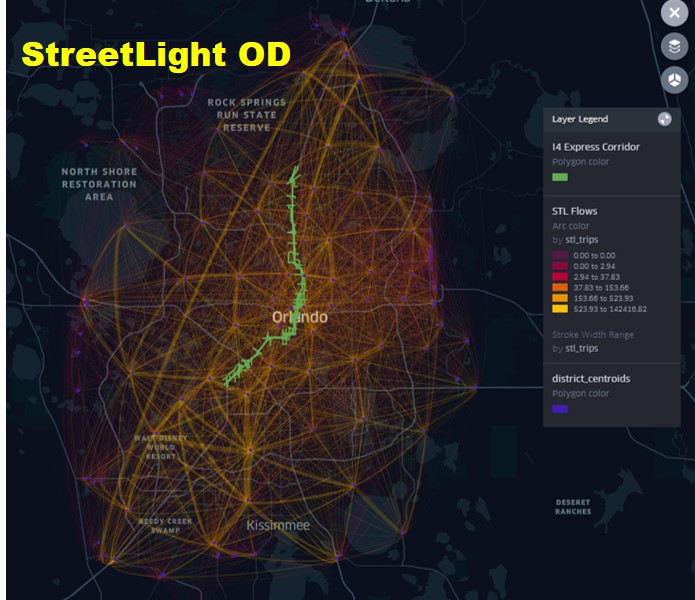 StreetLight OD
ROCK SPRINGS
RUN STATE
RESERVE
NORTH SHORE
RESTORATION
AREA
Orlando
WALT DISNEY
WORLD
RESORT
REEDY CREEK
SWAMP
Kissimmee
DESERET
RANCHES
Layer Legend
I4 Express Corridor
Polygon color
STL Flows
Arc color
by stl_trips
0.00 to 0.00
0.00 to 2.94
2.94 to 37.83
37.83 to 153.66
153.66 to 523.93
523.93 to 142416.82
Stroke Width Range
by stl_trips
district_centroids
Polygon color